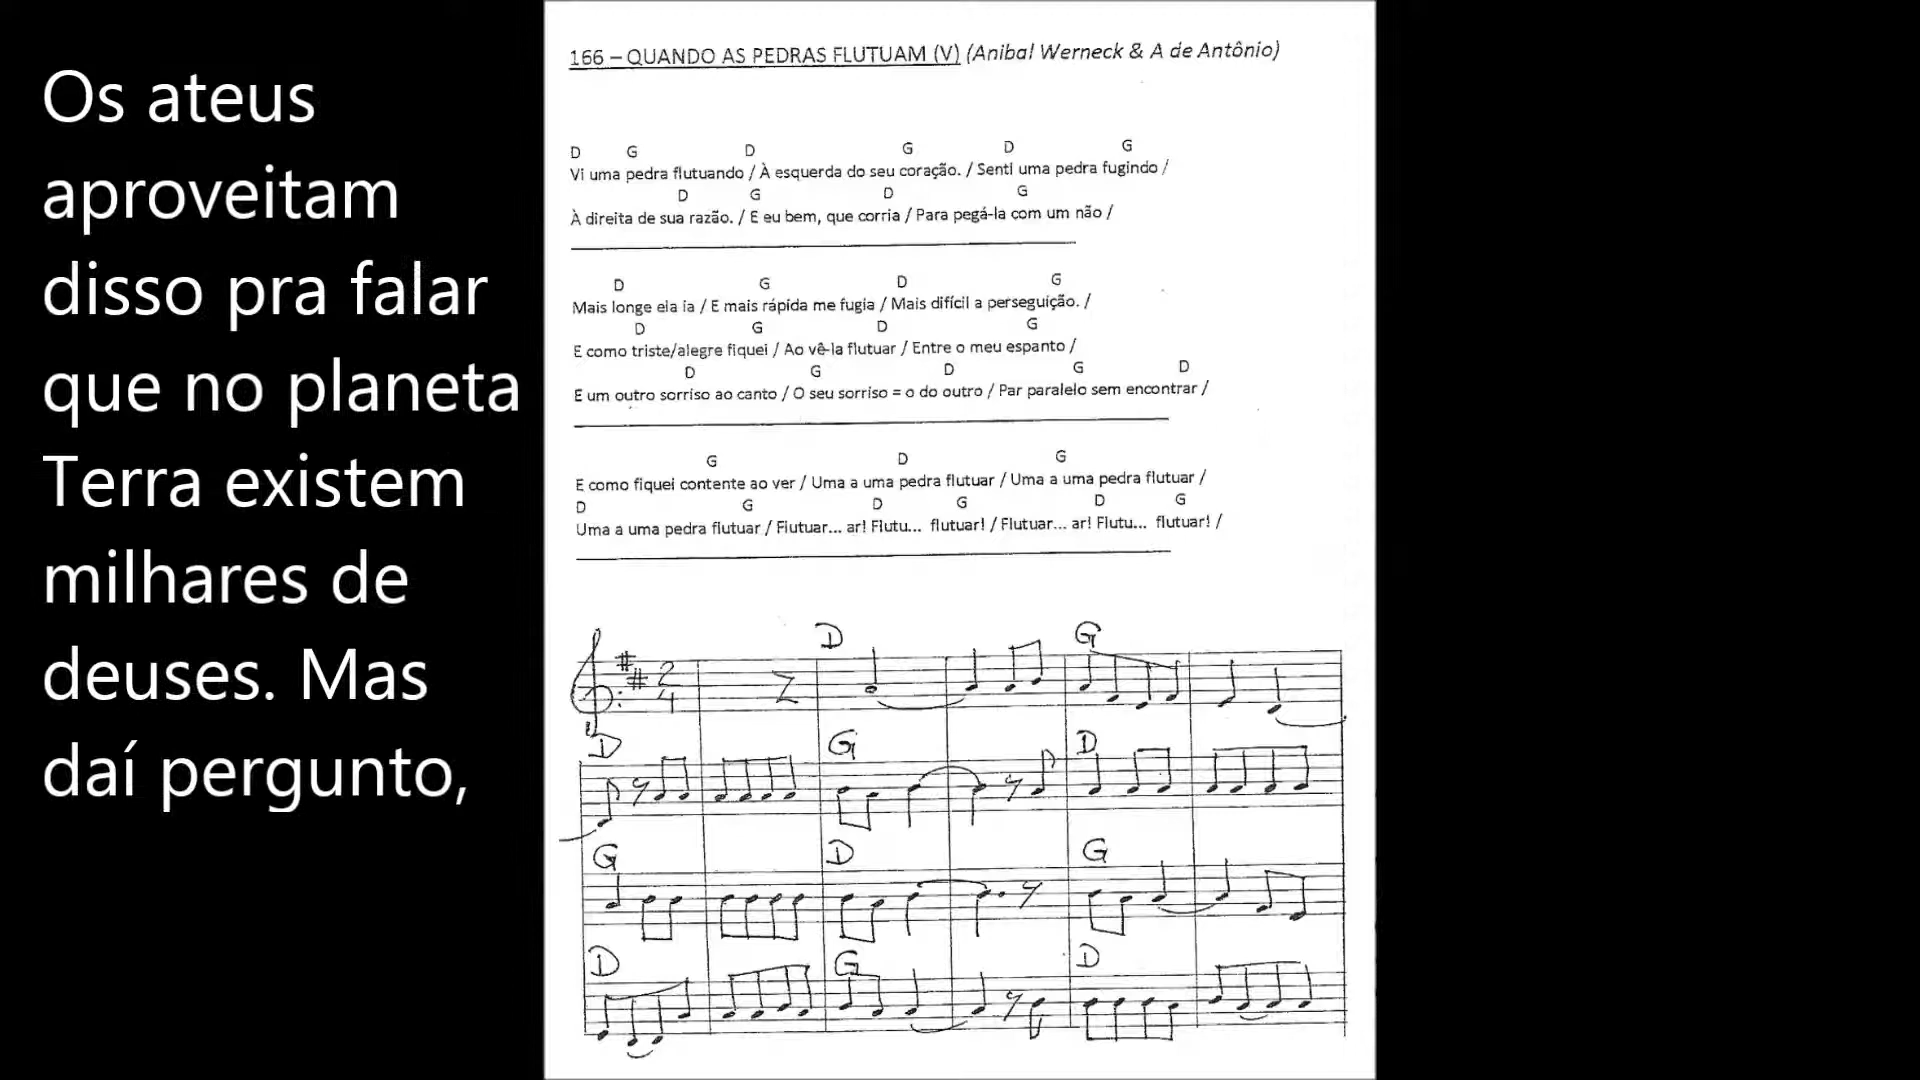 Os ateus
aproveitam
disso pra falar
que no planeta
Terra existem
milhares de
deuses. Mas
daí pergunto,
166 – QUANDO AS PEDRAS FLUTUAM (V) (Anibal Werneck & A de Antônio)
D G D G D G
Vi uma pedra flutuando / À esquerda do seu coração. / Senti uma pedra fugindo /
D G D G
À direita de sua razão. / E eu bem, que corria / Para pegá-la com um não /
D G D G
Mais longe ela ia / E mais rápida me fugia / Mais difícil a perseguição. /
D G D G
E como triste/alegre fiquei / Ao vê-la flutuar / Entre o meu espanto /
D G D G D
E um outro sorriso ao canto / O seu sorriso = o do outro / Par paralelo sem encontrar /
G D G
E como fiquei contente ao ver / Uma a uma pedra flutuar / Uma a uma pedra flutuar /
D G D G D G
Uma a uma pedra flutuar / Flutuar... ar! Flutu... flutuar! / Flutuar... ar! Flutu... flutuar! /
D G
2
4
D G D
G D G
D G D